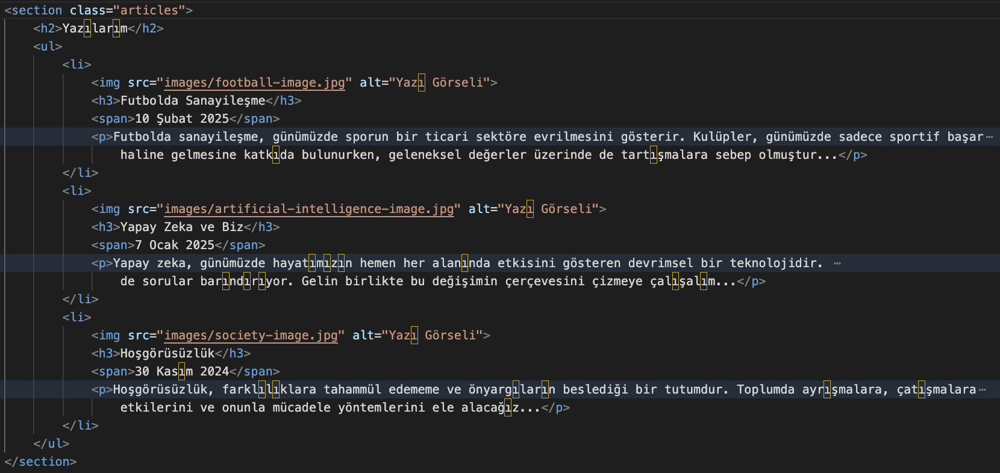 <section class="articles">
<h2>Yazılarım</h2>
<ul>
<li>
<img src="images/football-image.jpg" alt="Yazı Görseli">
<h3>Futbolda Sanayileşme</h3>
<span>10 Şubat 2025</span>
<p>Futbolda sanayileşme, günümüzde sporun bir ticari sektöre evrilmesini gösterir. Kulüpler, günümüzde sadece sportif başar⋯
haline gelmesine katkıda bulunurken, geleneksel değerler üzerinde de tartışmalara sebep olmuştur...</p>
</li>
<li>
<img src="images/artificial-intelligence-image.jpg" alt="Yazı Görseli">
<h3>Yapay Zeka ve Biz</h3>
<span>7 Ocak 2025</span>
<p>Yapay zeka, günümüzde hayatımızın hemen her alanında etkisini gösteren devrimsel bir teknolojidir. ⋯
de sorular barındırıyor. Gelin birlikte bu değişimin çerçevesini çizmeye çalışalım...</p>
</li>
<li>
<img src="images/society-image.jpg" alt="Yazı Görseli">
<h3>Hoşgörüsüzlük</h3>
<span>30 Kasım 2024</span>
<p>Hoşgörüsüzlük, farklılıklara tahammül edememe ve önyargıların beslediği bir tutumdur. Toplumda ayrışmalara, çatışmalara⋯
etkilerini ve onunla mücadele yöntemlerini ele alacağız...</p>
</li>
</ul>
</section>